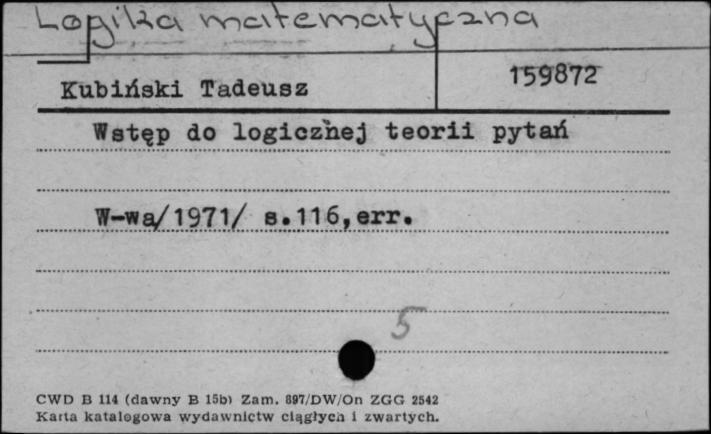 Logika matematyczna
Kubiński Tadeusz 159872
Wstęp do logicznej teorii pytań
W-wa/1971/ s.116,err.
5
CWD B 114 (dawny B 15b) Zam. 897/DW/On ZGG 2542
Karta katalogowa wydawnictw ciągłych i zwartych.